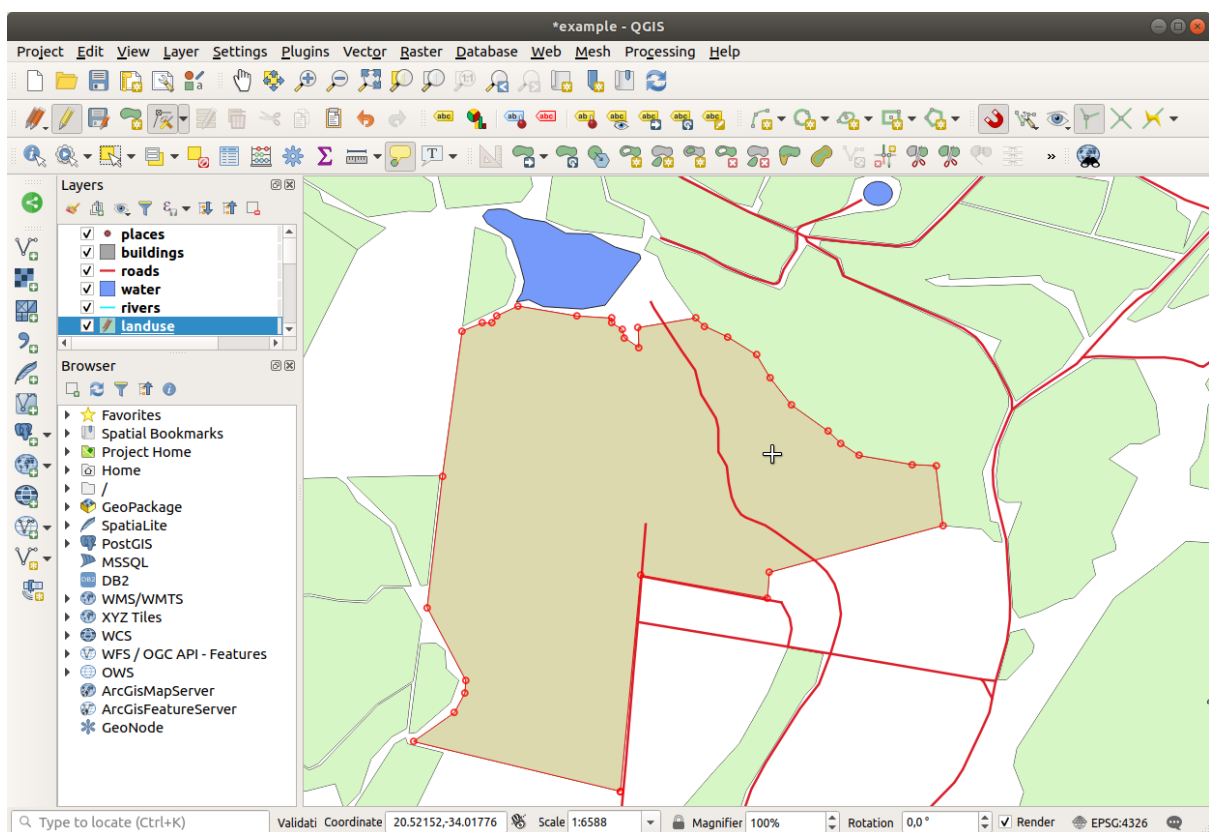 *example - QGIS
Project Edit View Layer Settings Plugins Vector Raster Database Web Mesh Processing Help
Layers
places
buildings
roads
water
rivers
landuse
Browser
Favorites
Spatial Bookmarks
Project Home
Home
/
GeoPackage
SpatiaLite
PostGIS
MSSQL
DB2
WMS/WMTS
XYZ Tiles
WCS
WFS / OGC API - Features
OWS
ArcGisMapServer
ArcGisFeatureServer
GeoNode
Type to locate (Ctrl+K) Validati Coordinate 20.52152,-34.01776 Scale 1:6588 Magnifier 100% Rotation 0,0 ° Render EPSG:4326